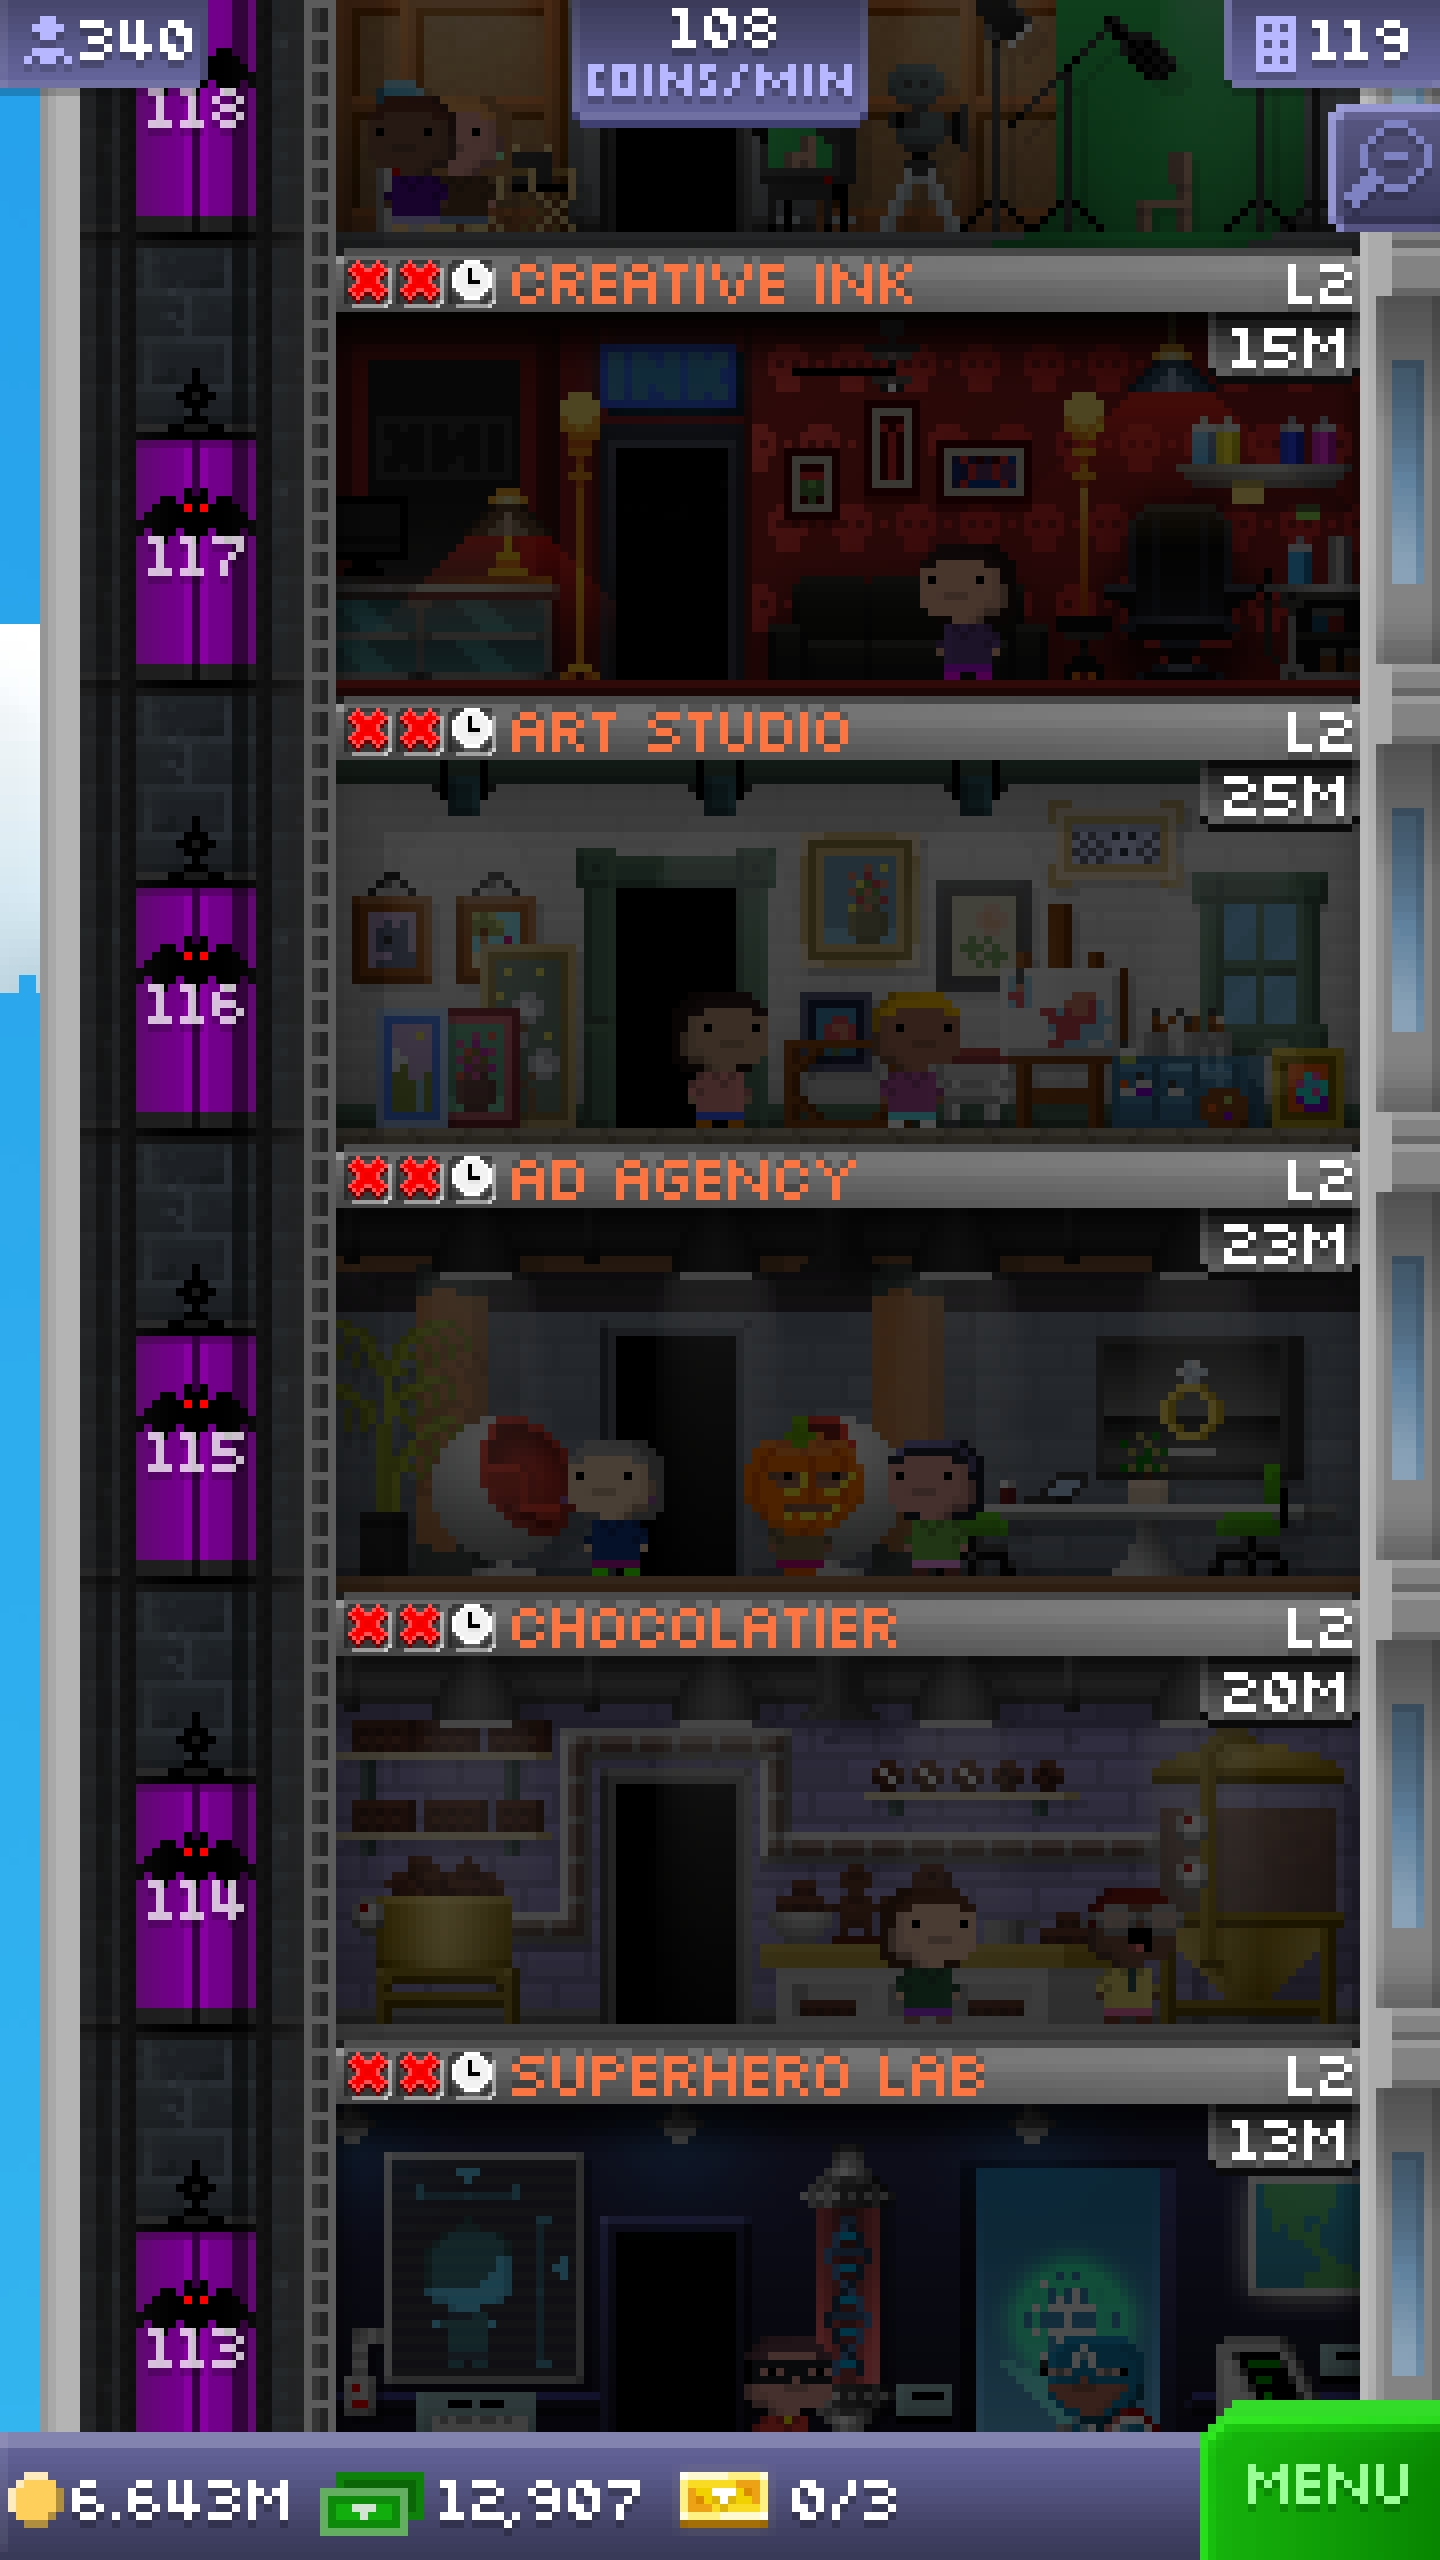 340
108
COINS/MIN
119
118
CREATIVE INK L2
15M
INK
117
ART STUDIO L2
25M
116
AD AGENCY L2
23M
115
CHOCOLATIER L2
20M
114
SUPERHERO LAB L2
13M
113
6.643M 12,907 0/3 MENU